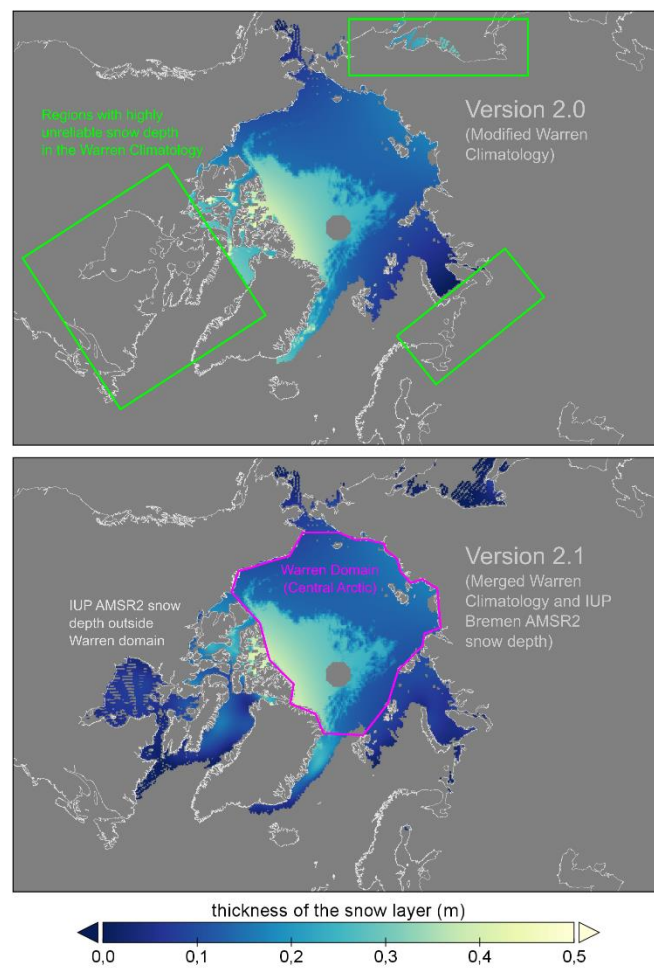 Regions with highly
unreliable snow depth
in the Warren Climatology
Version 2.0
(Modified Warren
Climatology)
Warren Domain
(Central Arctic)
IUP AMSR2 snow
depth outside
Warren domain
Version 2.1
(Merged Warren
Climatology and IUP
Bremen AMSR2
snow depth)
thickness of the snow layer (m)
0,0 0,1 0,2 0,3 0,4 0,5